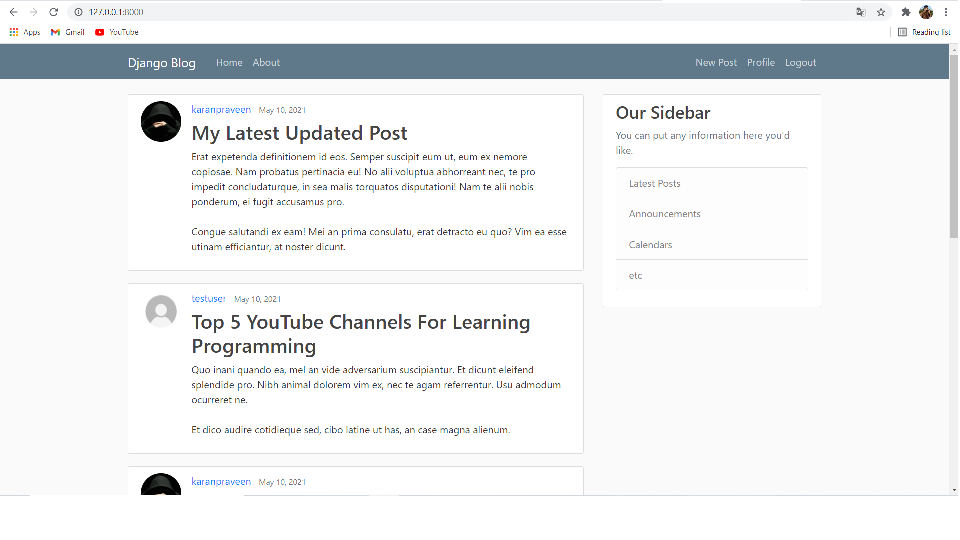 127.0.0.1:8000
Apps Gmail YouTube Reading list
Django Blog Home About New Post Profile Logout
karanpraveen May 10, 2021
My Latest Updated Post
Erat expetenda definitionem id eos. Semper suscipit eum ut, eum ex nemore
copiosae. Nam probatus pertinacia eu! No alii voluptua abhorreant nec, te pro
impedit concludaturque, in sea malis torquatos disputationi! Nam te alii nobis
ponderum, ei fugit accusamus pro.
Congue salutandi ex eam! Mei an prima consulatu, erat detracto eu quo? Vim ea esse
utinam efficiantur, at noster dicunt.
testuser May 10, 2021
Top 5 YouTube Channels For Learning
Programming
Quo inani quando ea, mel an vide adversarium suscipiantur. Et dicunt eleifend
splendide pro. Nibh animal dolorem vim ex, nec te agam referrentur. Usu admodum
ocurreret ne.
Et dico audire cotidieque sed, cibo latine ut has, an case magna alienum.
karanpraveen May 10, 2021
Our Sidebar
You can put any information here you'd
like.
Latest Posts
Announcements
Calendars
etc